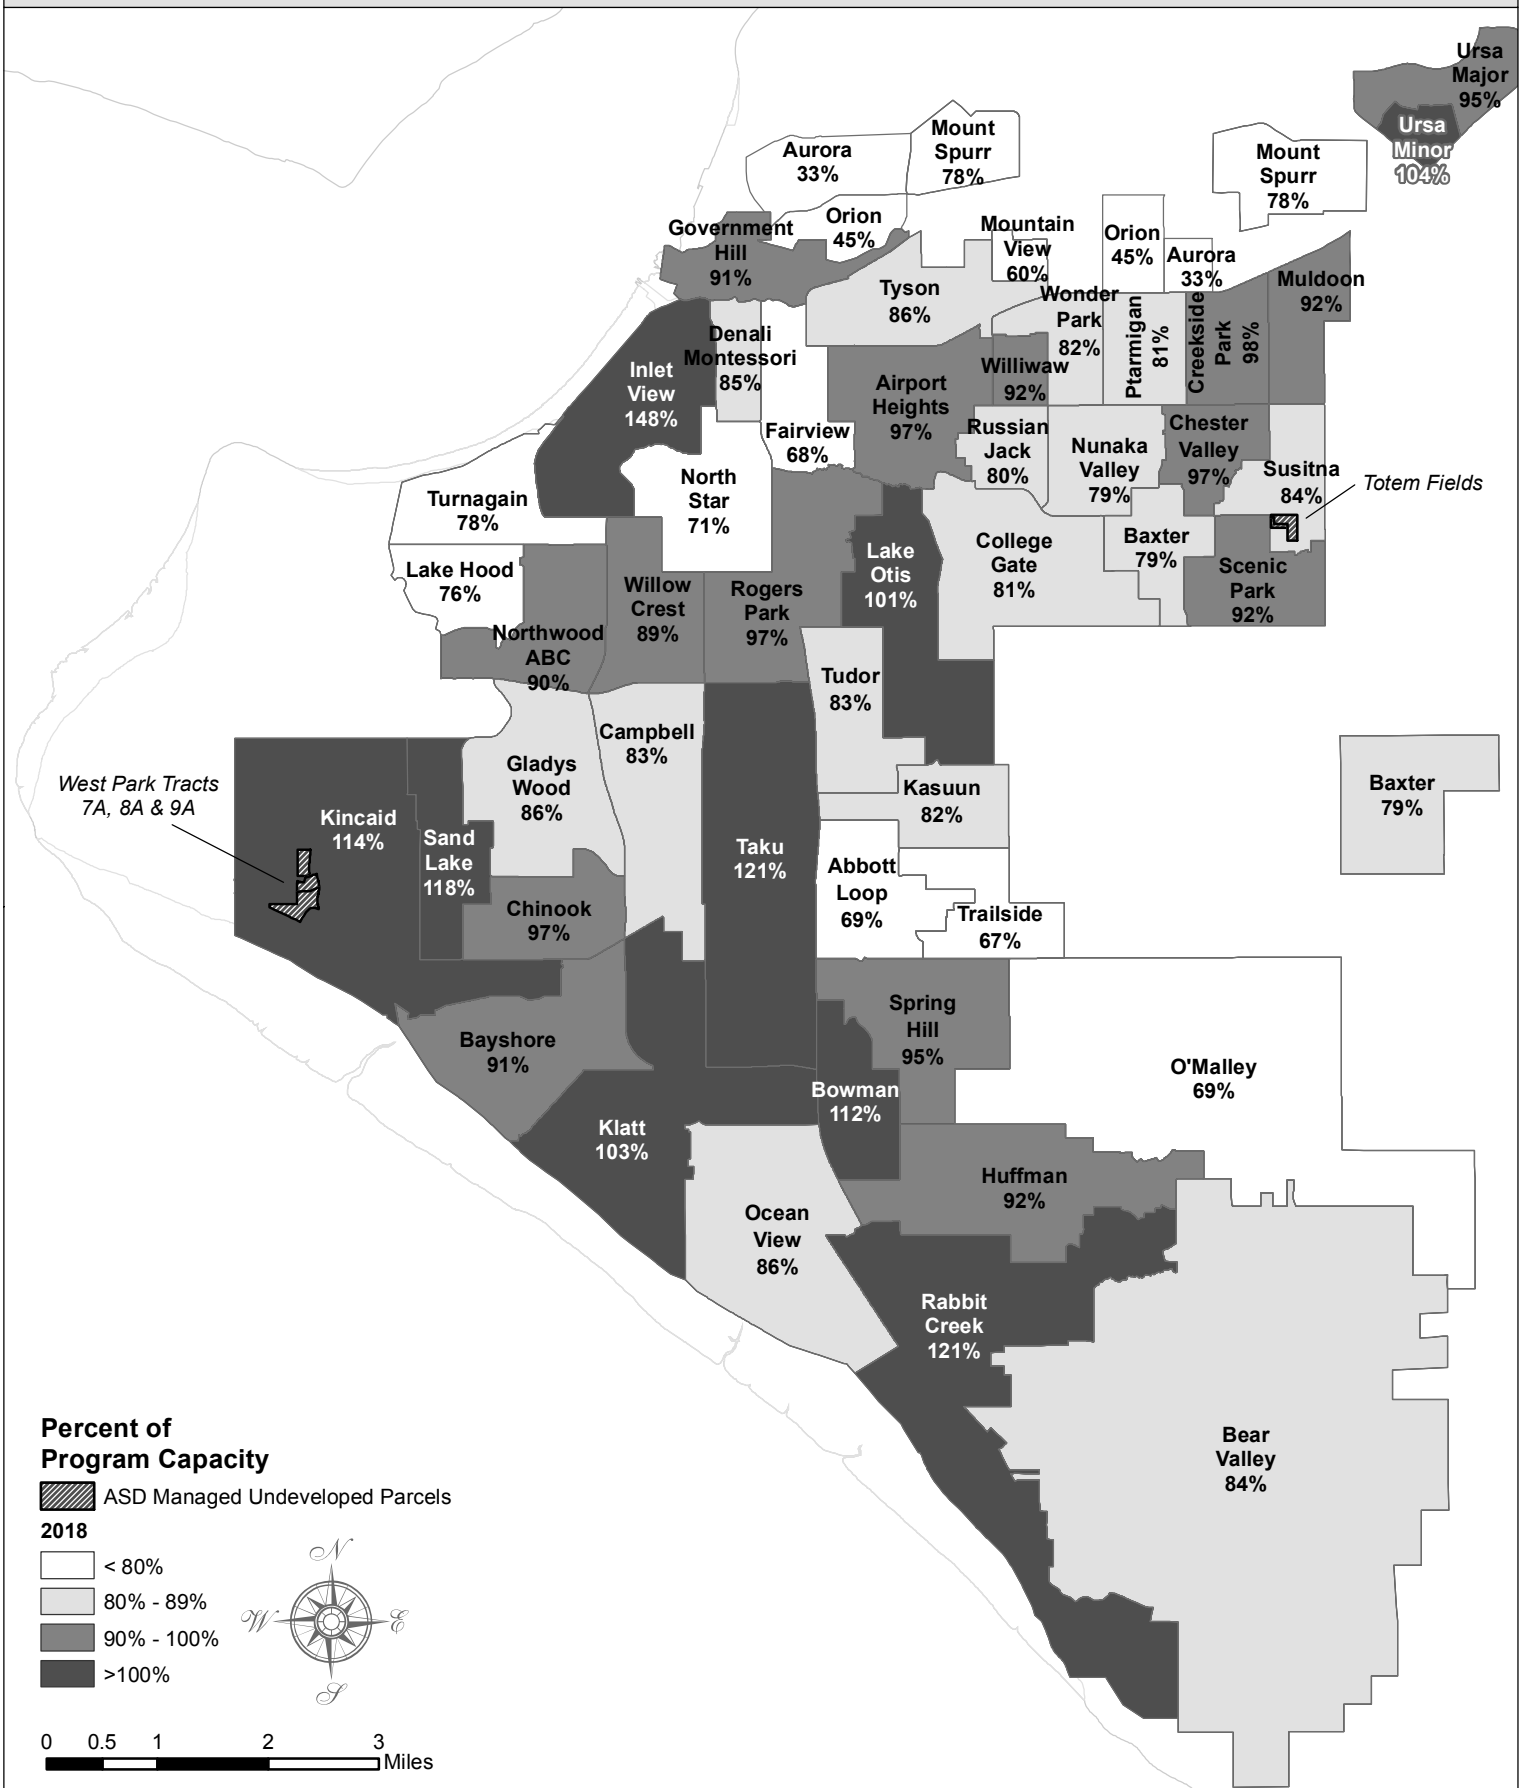 Ursa
Major
95%
Ursa
Minor
104%
Mount
Spurr
78%
Aurora
33%
Mount
Spurr
78%
Orion
45%
Government
Hill
91%
Mountain
View
60%
Orion
45%
Aurora
33%
Muldoon
92%
Tyson
86%
Wonder
Park
82%
Ptarmigan
81%
Creekside
Park
98%
Denali
Montessori
85%
Inlet
View
148%
Williwaw
92%
Airport
Heights
97%
Fairview
68%
Russian
Jack
80%
Nunaka
Valley
79%
Chester
Valley
97%
Susitna
84%
Totem Fields
North
Star
71%
Turnagain
78%
Lake Hood
76%
Lake
Otis
101%
College
Gate
81%
Baxter
79%
Scenic
Park
92%
Willow
Crest
89%
Rogers
Park
97%
Northwood
ABC
90%
Tudor
83%
Campbell
83%
Gladys
Wood
86%
West Park Tracts
7A, 8A & 9A
Kincaid
114%
Sand
Lake
118%
Taku
121%
Kasuun
82%
Baxter
79%
Abbott
Loop
69%
Trailside
67%
Chinook
97%
Bayshore
91%
Spring
Hill
95%
O'Malley
69%
Bowman
112%
Klatt
103%
Huffman
92%
Ocean
View
86%
Rabbit
Creek
121%
Bear
Valley
84%
Percent of
Program Capacity
ASD Managed Undeveloped Parcels
2018
< 80%
80% - 89%
90% - 100%
>100%
N
W
E
S
0 0.5 1 2 3
Miles